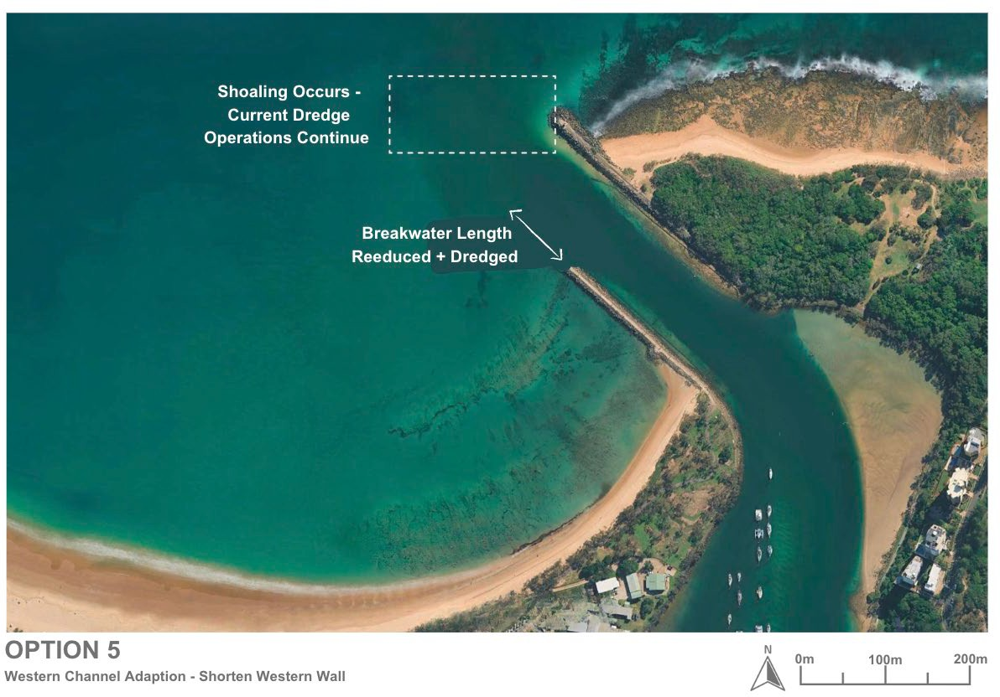 Shoaling Occurs -
Current Dredge
Operations Continue
Breakwater Length
Reeduced + Dredged
OPTION 5
Western Channel Adaption - Shorten Western Wall
N
0m 100m 200m